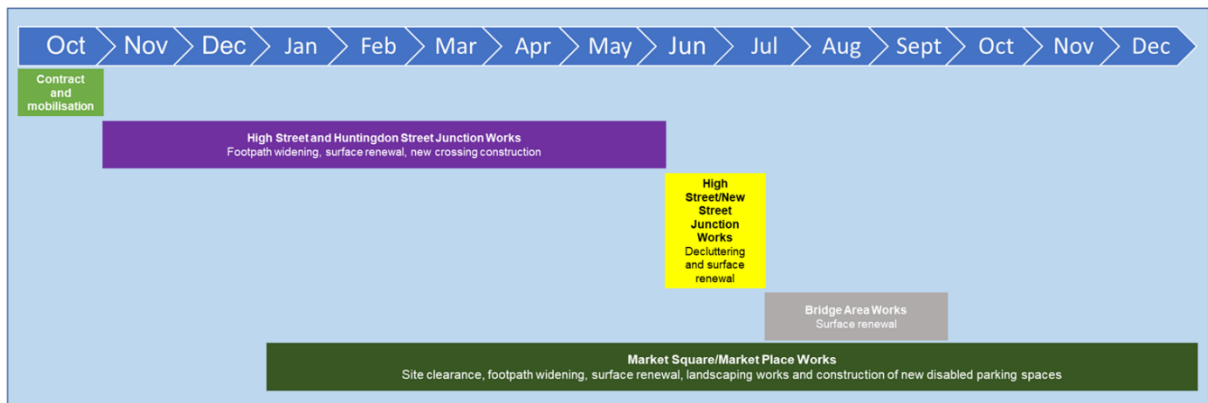 Oct Nov Dec Jan Feb Mar Apr May Jun Jul Aug Sept Oct Nov Dec
Contract
and
mobilisation
High Street and Huntingdon Street Junction Works
Footpath widening, surface renewal, new crossing construction
High
Street/New
Street
Junction
Works
Decluttering
and surface
renewal
Bridge Area Works
Surface renewal
Market Square/Market Place Works
Site clearance, footpath widening, surface renewal, landscaping works and construction of new disabled parking spaces